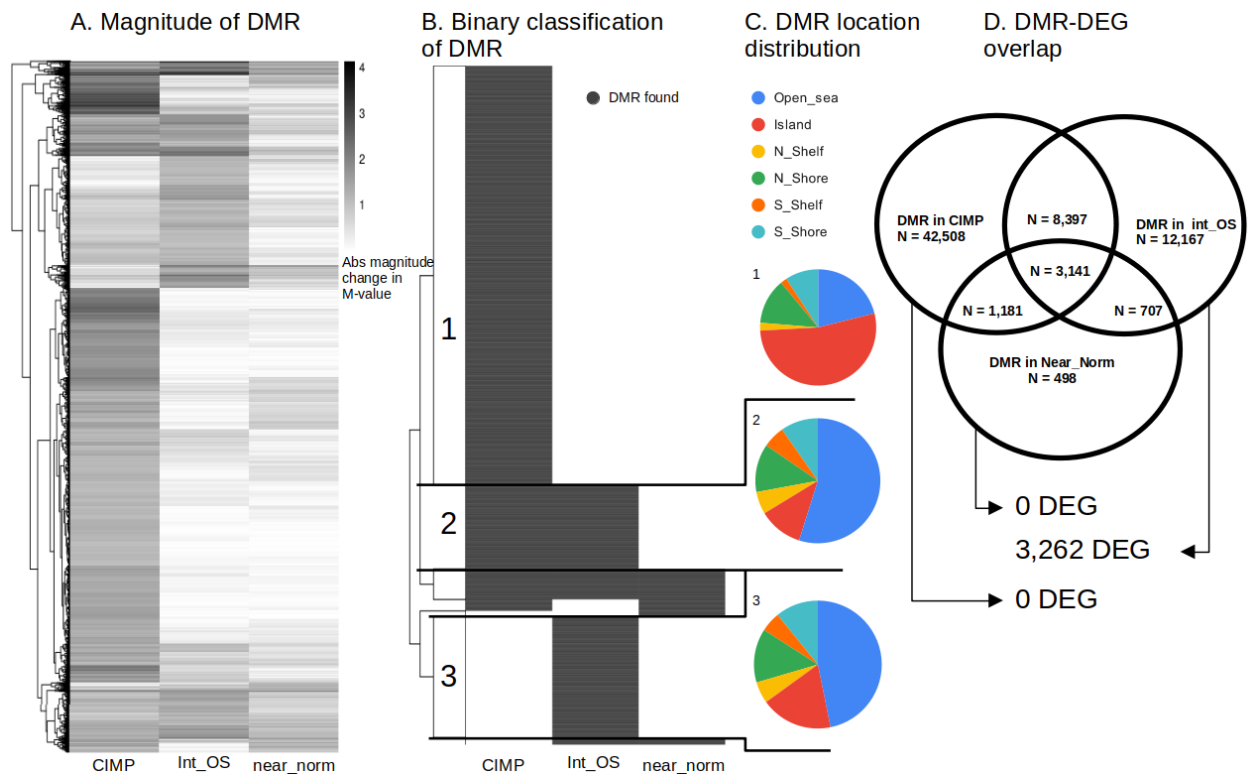 A. Magnitude of DMR
4
3
2
1
Abs magnitude
change in
M-value
CIMP
Int_OS
near_norm
B. Binary classification
of DMR
DMR found
1
2
3
CIMP
Int_OS
near_norm
C. DMR location
distribution
Open_sea
Island
N_Shelf
N_Shore
S_Shelf
S_Shore
1
2
3
D. DMR-DEG
overlap
DMR in CIMP
N = 42,508
N = 8,397
DMR in int_OS
N = 12,167
N = 3,141
N = 1,181
N = 707
DMR in Near_Norm
N = 498
0 DEG
3,262 DEG
0 DEG